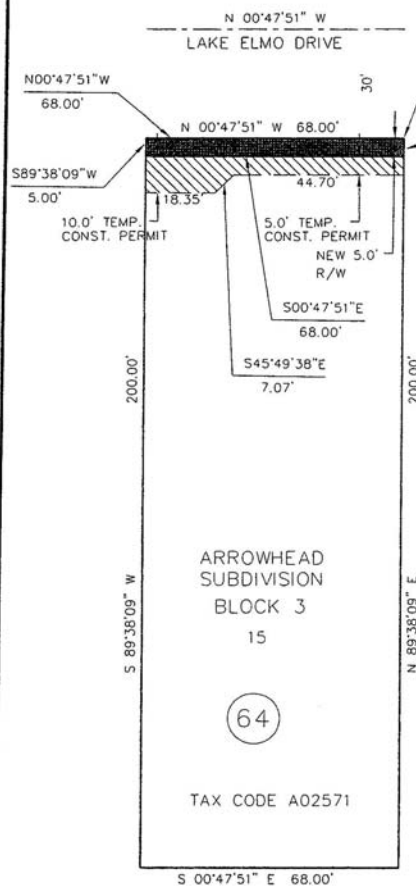 N 00°47'51" W
LAKE ELMO DRIVE
N00°47'51"W
68.00'
30'
N 00°47'51" W 68.00'
S89°38'09"W
5.00'
18.35'
44.70'
10.0' TEMP.
CONST. PERMIT
5.0' TEMP.
CONST. PERMIT
NEW 5.0'
R/W
S00°47'51"E
68.00'
S45°49'38"E
7.07'
200.00'
200.00'
S 89°38'09" W
N 89°38'09" E
ARROWHEAD
SUBDIVISION
BLOCK 3
15
64
TAX CODE A02571
S 00°47'51" E 68.00'